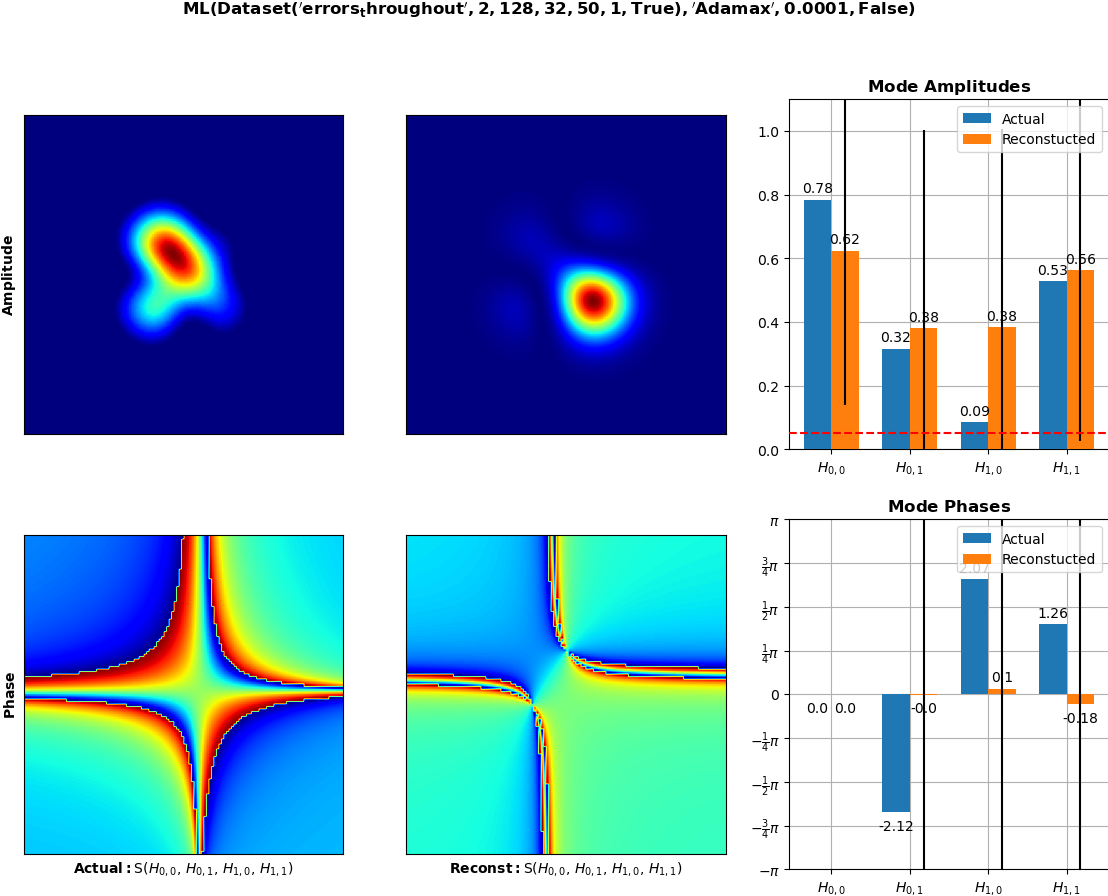 ML(Dataset('errors_throughout', 2, 128, 32, 50, 1, True), 'Adamax', 0.0001, False)
Amplitude
Mode Amplitudes
Actual
Reconstucted
1.0
0.8
0.6
0.4
0.2
0.0
0.78
0.62
0.32
0.38
0.09
0.38
0.53
0.56
H0,0
H0,1
H1,0
H1,1
Phase
Actual: S(H0,0, H0,1, H1,0, H1,1)
Reconst: S(H0,0, H0,1, H1,0, H1,1)
Mode Phases
Actual
Reconstucted
π
3/4π
1/2π
1/4π
0
−1/4π
−1/2π
−3/4π
−π
0.0
0.0
-2.12
-0.0
2.07
0.1
1.26
-0.18
H0,0
H0,1
H1,0
H1,1